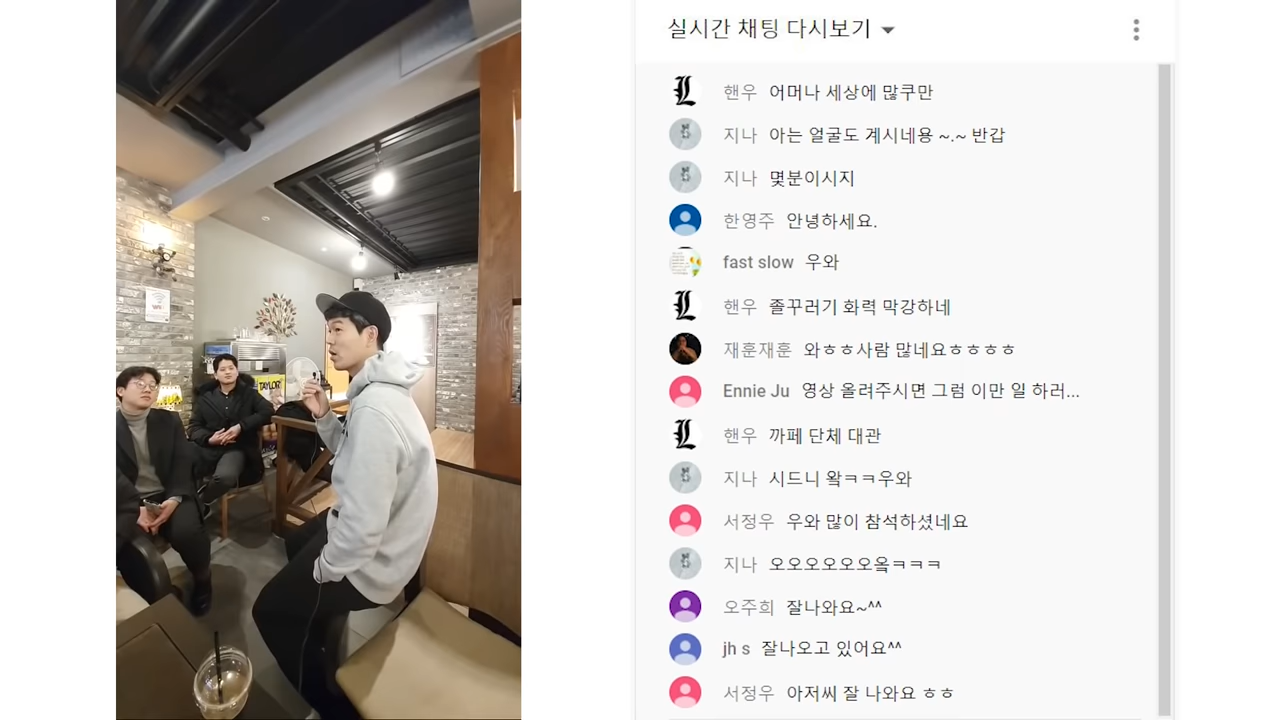 실시간 채팅 다시보기
핸우 어머나 세상에 많쿠만
지나 아는 얼굴도 계시네용 ~.~ 반갑
지나 몇분이시지
한영주 안녕하세요.
fast slow 우와
핸우 졸꾸러기 화력 막강하네
재훈재훈 와ㅎㅎ사람 많네요ㅎㅎㅎㅎ
Ennie Ju 영상 올려주시면 그럼 이만 일 하러...
핸우 까페 단체 대관
지나 시드니 왁ㅋㅋ우와
서정우 우와 많이 참석하셨네요
지나 오오오오오오옼ㅋㅋㅋ
오주희 잘나와요~^^
jh s 잘나오고 있어요^^
서정우 아저씨 잘 나와요 ㅎㅎ
TAYLOR